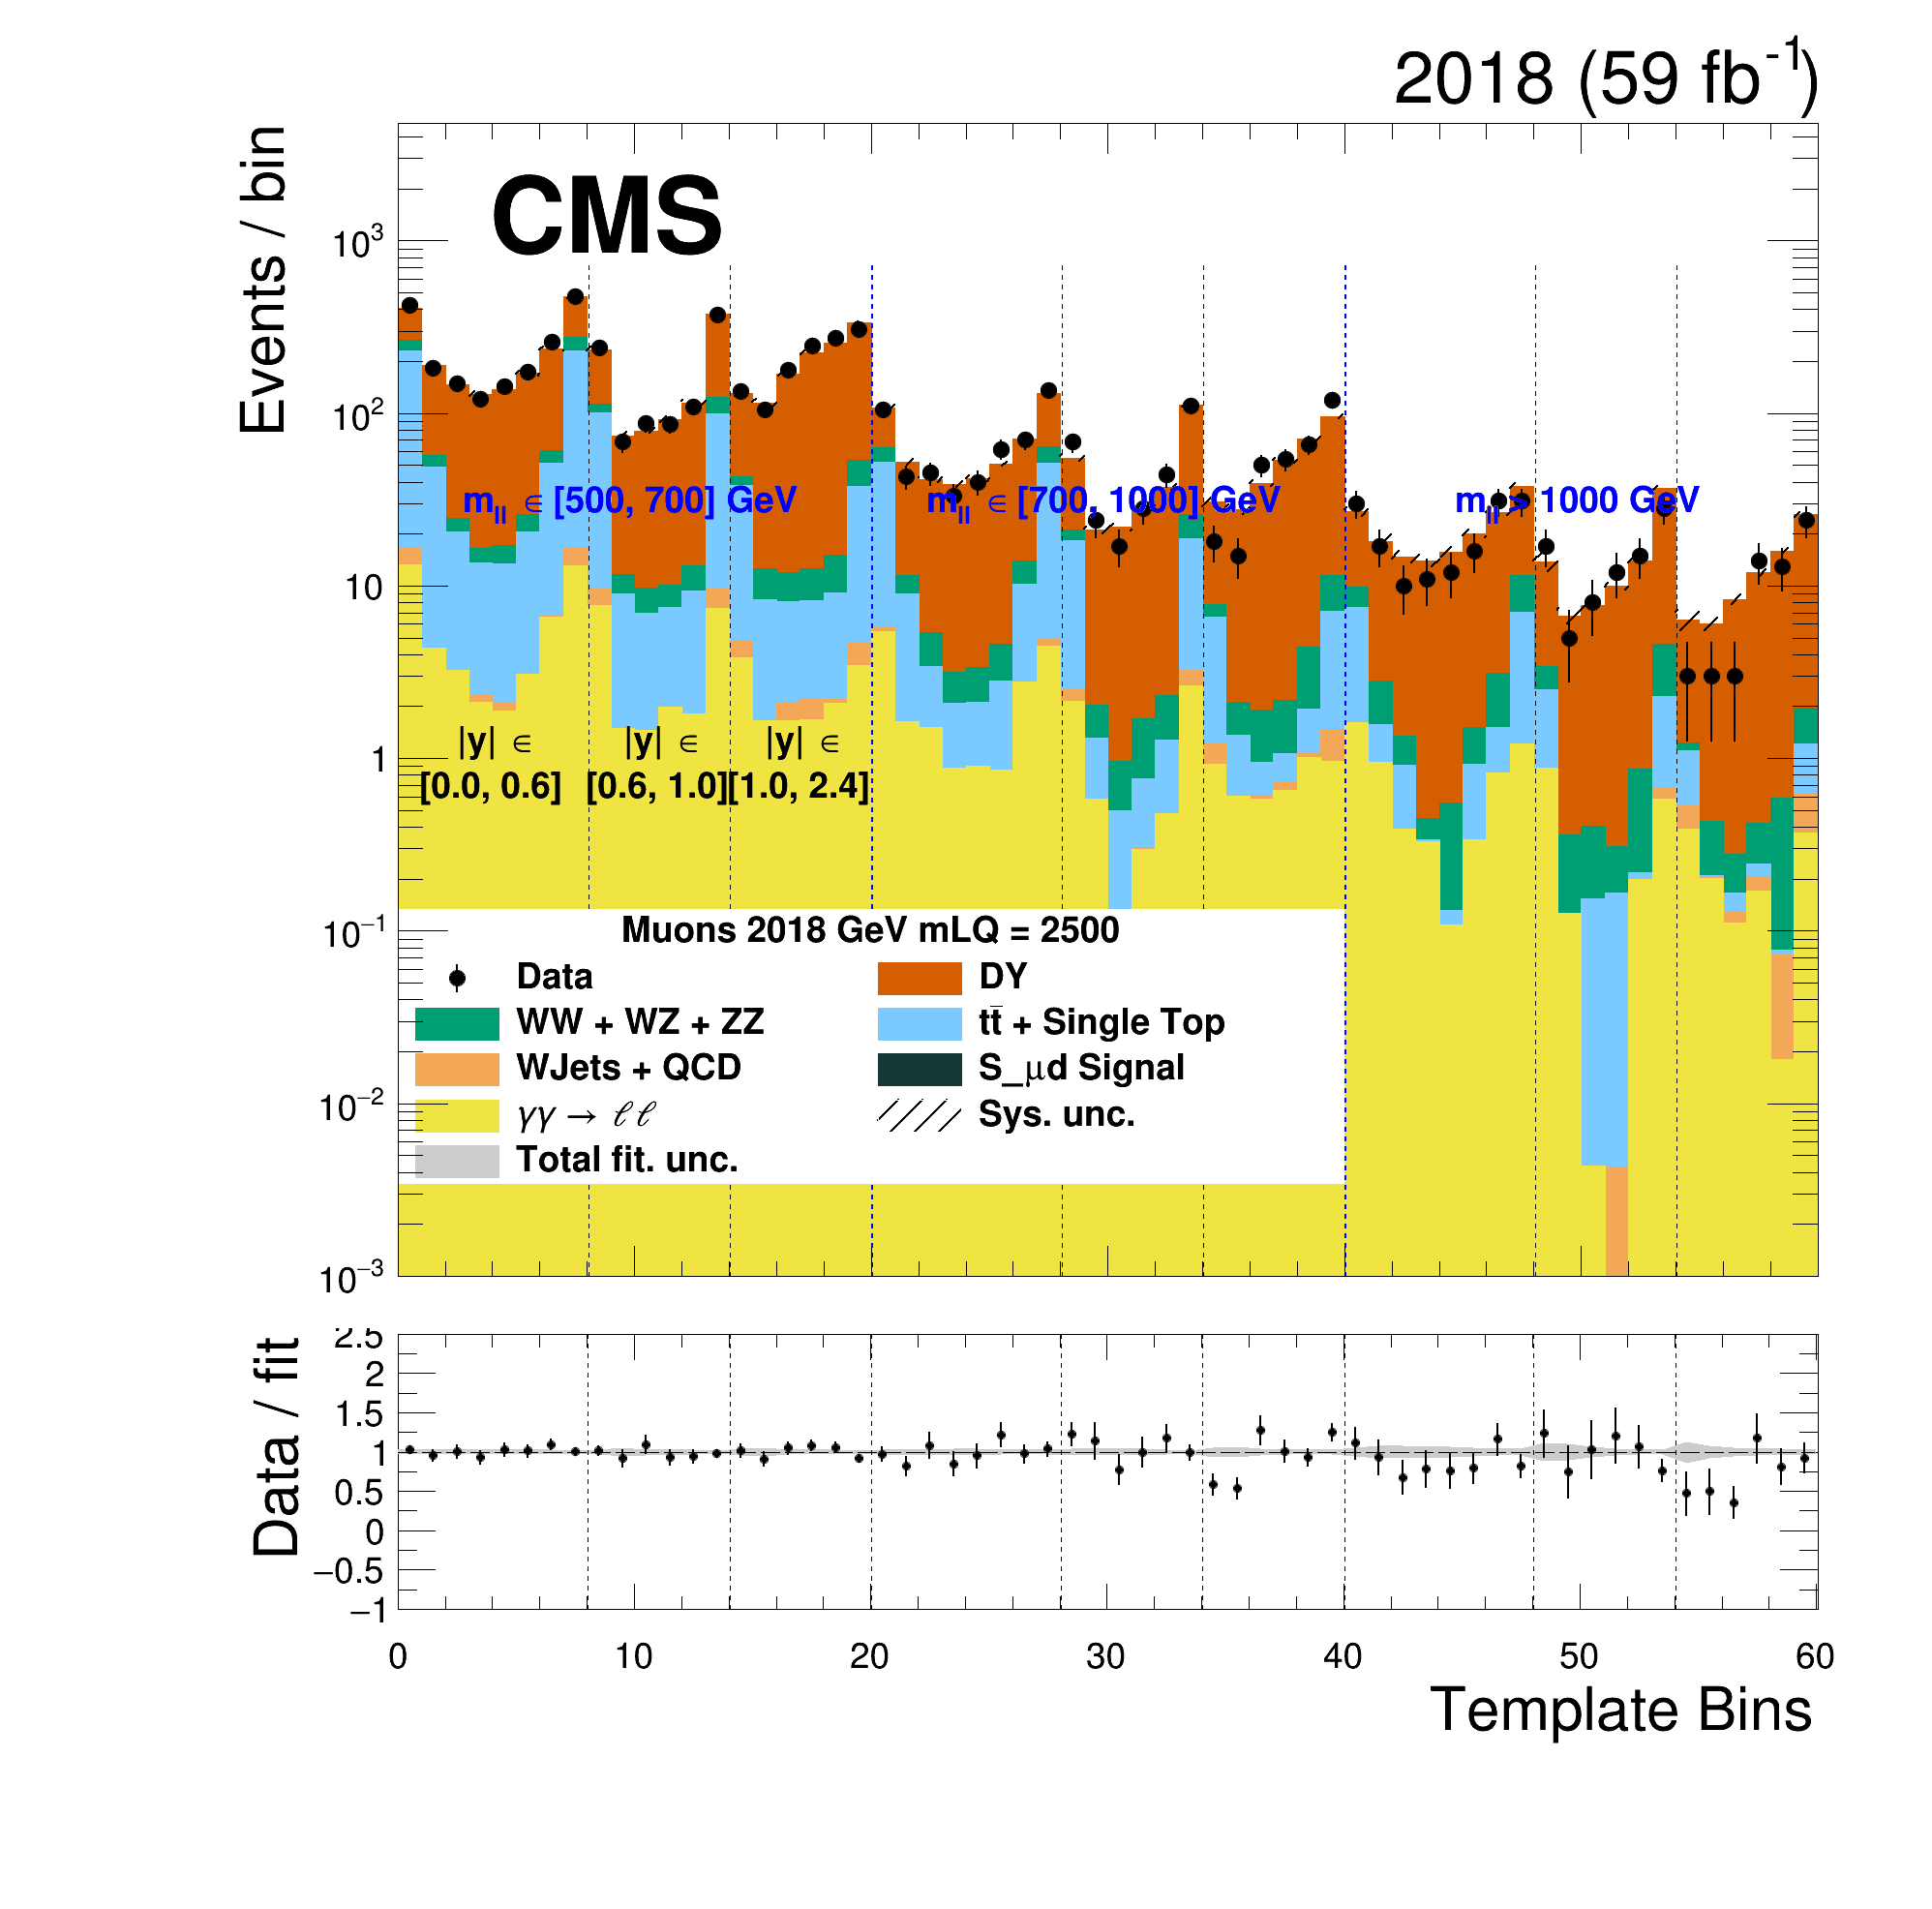 2018 (59 fb⁻¹)
Events / bin
CMS
10³
10²
10
1
10⁻¹
10⁻²
10⁻³
m_ll ∈ [500, 700] GeV
m_ll ∈ [700, 1000] GeV
m_ll > 1000 GeV
|y| ∈
[0.0, 0.6]
|y| ∈
[0.6, 1.0]
|y| ∈
[1.0, 2.4]
Muons 2018 GeV mLQ = 2500
Data
DY
WW + WZ + ZZ
tt̄ + Single Top
WJets + QCD
S_μd Signal
γγ → ℓℓ
Sys. unc.
Total fit. unc.
Data / fit
2.5
2
1.5
1
0.5
0
−0.5
−1
0 10 20 30 40 50 60
Template Bins